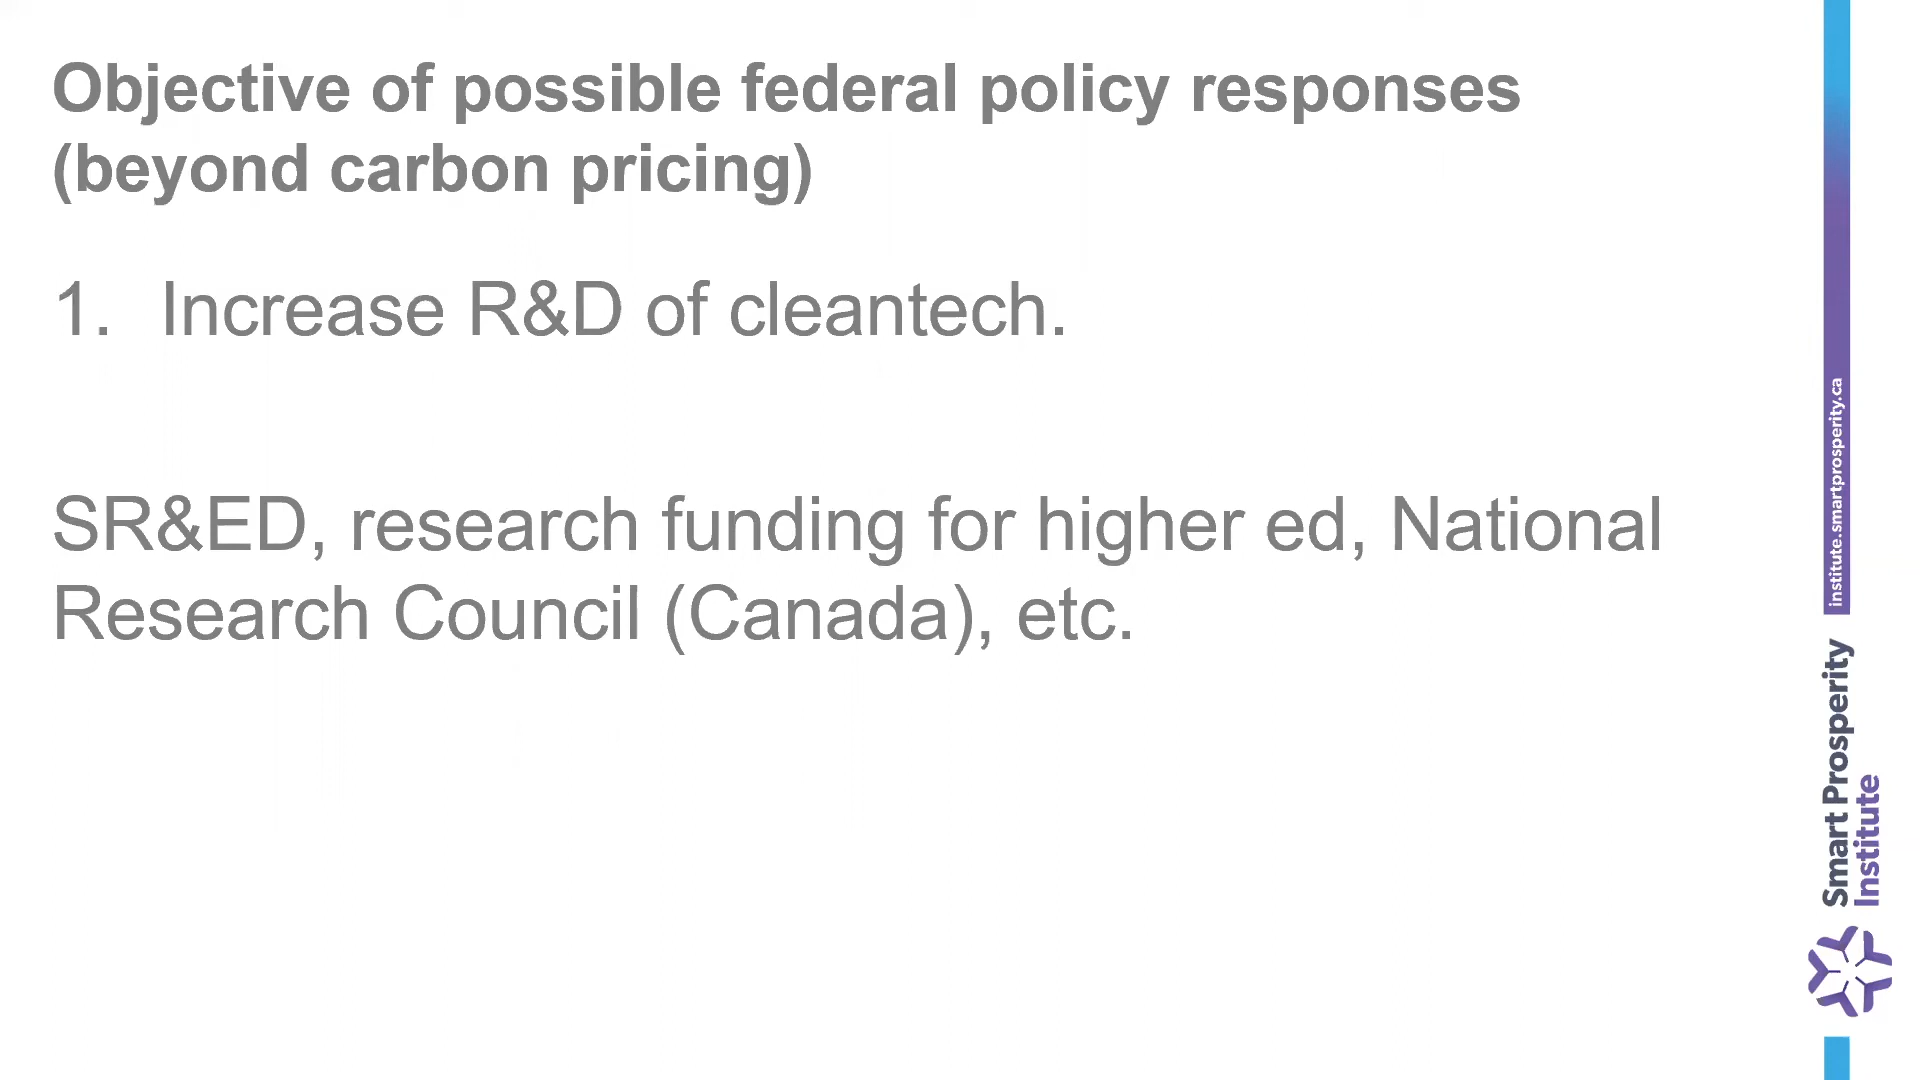 Objective of possible federal policy responses
(beyond carbon pricing)
1. Increase R&D of cleantech.
SR&ED, research funding for higher ed, National
Research Council (Canada), etc.
institute.smartprosperity.ca
Smart Prosperity
Institute